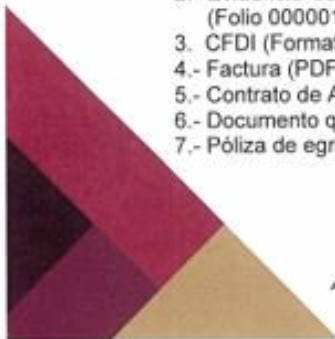 (Folio 000001
3. CFDI (Format
4.- Factura (PDF
5.- Contrato de A
6.- Documento q
7.- Póliza de egr